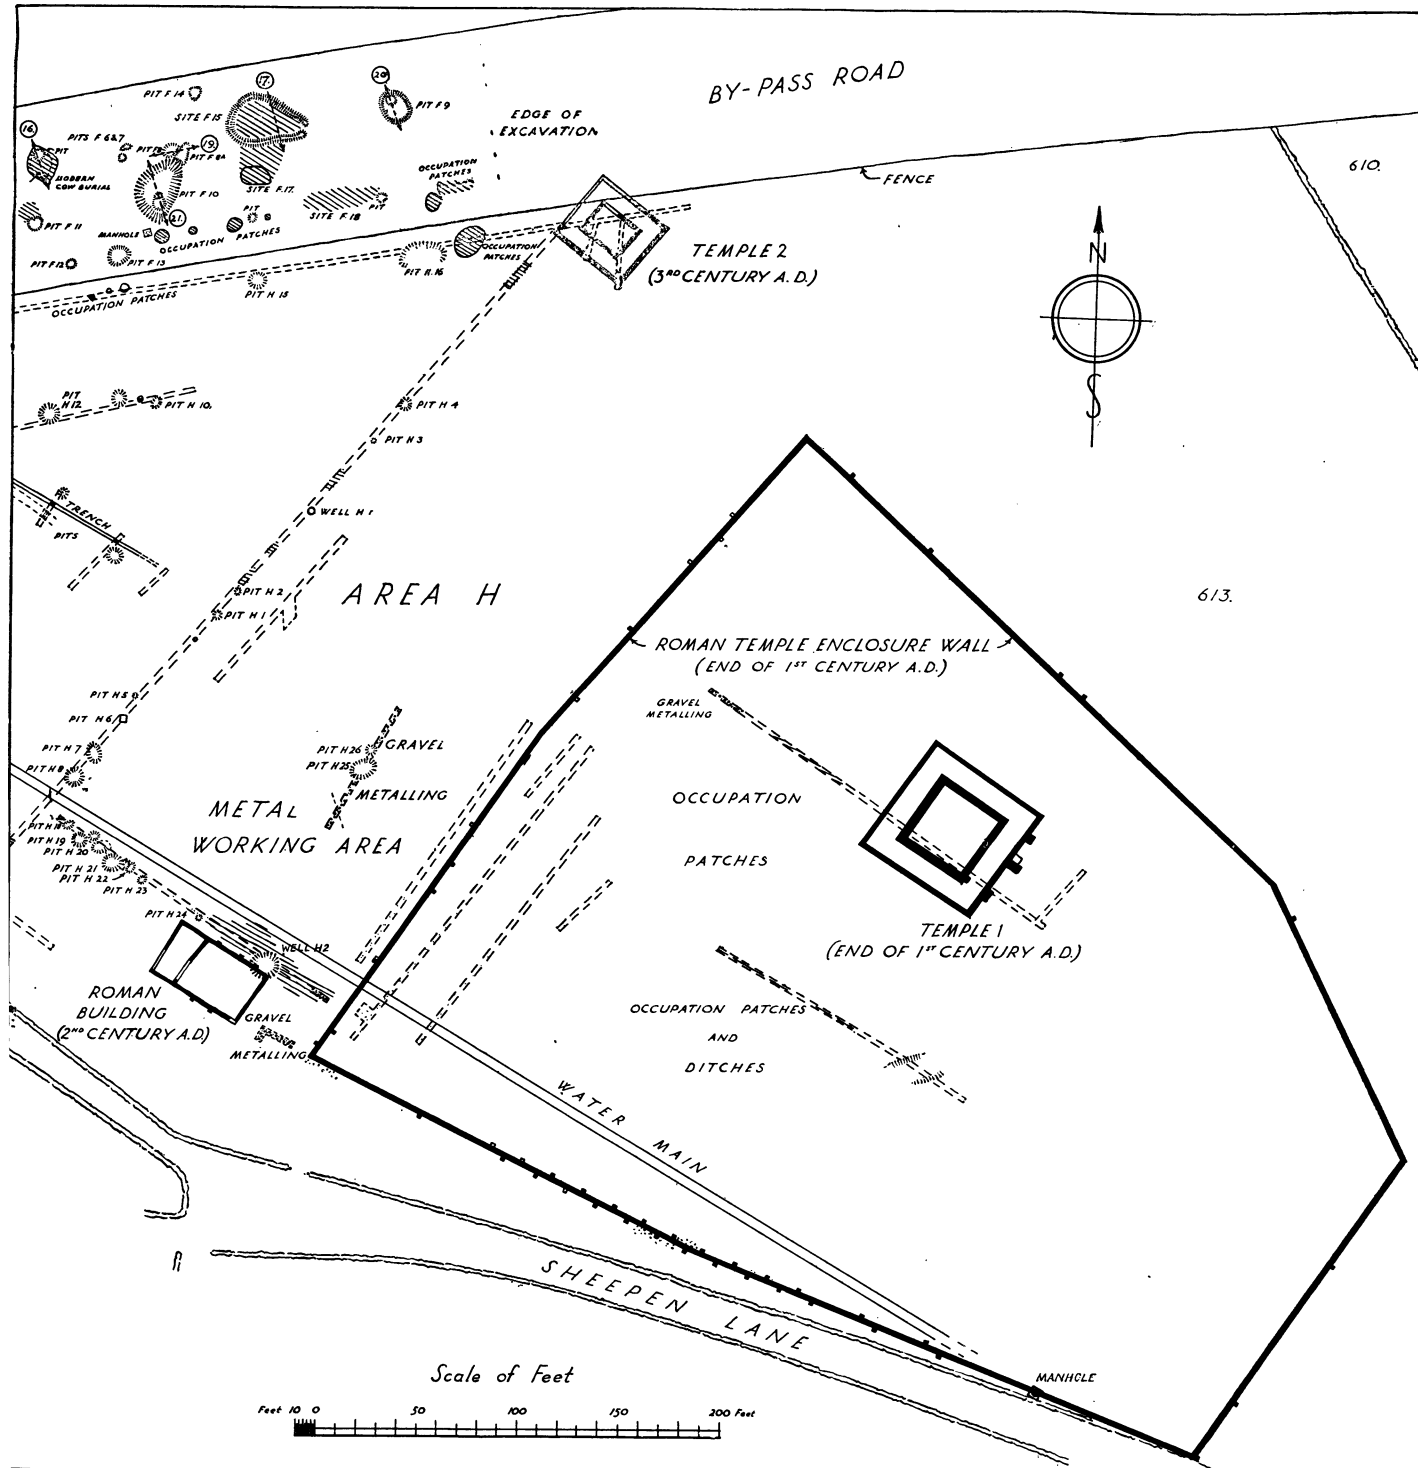 BY-PASS ROAD
PIT F 14
17.
20
PIT F 9
SITE F.15
EDGE OF
EXCAVATION
16.
PITS F 6&7
19.
PIT
PIT F 8A
MODERN
COW BURIAL
PIT F 10
SITE F.17.
OCCUPATION
PATCHES
610.
FENCE
SITE F.18
PIT
PIT
21.
PIT F 11
MANHOLE
OCCUPATION PATCHES
PIT F 12
PIT F 13
OCCUPATION
PATCHES
TEMPLE 2
(3RD CENTURY A.D.)
N
PIT H.16
PIT H 15
OCCUPATION PATCHES
S
PIT
H 12
PIT H 10.
PIT H 4
PIT H 3
TRENCH
PITS
WELL H 1
PIT H 2
PIT H 1
AREA H
613.
ROMAN TEMPLE ENCLOSURE WALL
(END OF 1ST CENTURY A.D.)
PIT H 5
PIT H 6
GRAVEL
METALLING
PIT H 7
PIT H 8
PIT H 26
GRAVEL
PIT H 25
METALLING
METAL
WORKING AREA
OCCUPATION
PATCHES
PIT H 19
PIT H 20
PIT H 21
PIT H 22
PIT H 23
PIT H 24
TEMPLE 1
(END OF 1ST CENTURY A.D.)
WELL H2
ROMAN
BUILDING
(2ND CENTURY A.D.)
GRAVEL
METALLING
OCCUPATION PATCHES
AND
DITCHES
WATER MAIN
SHEEPEN LANE
MANHOLE
Scale of Feet
Feet 10 0 50 100 150 200 Feet